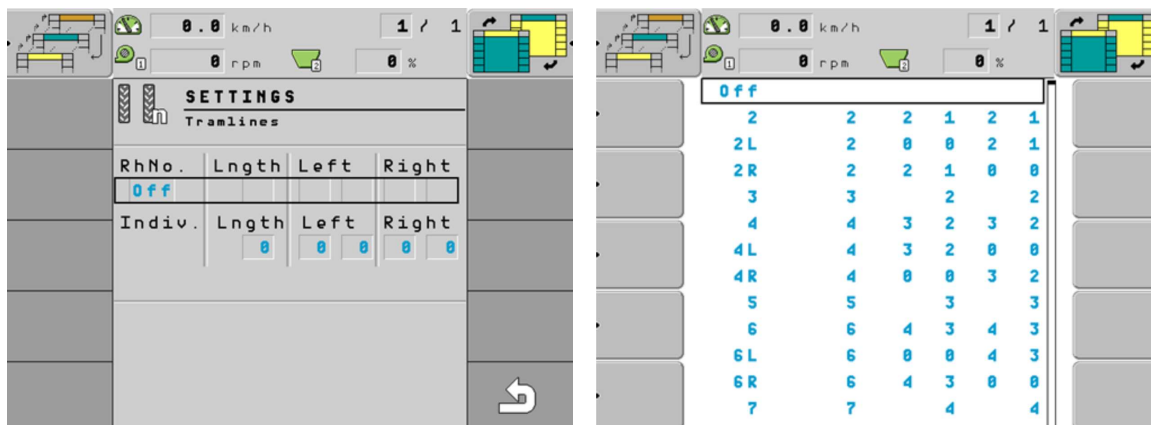 0.0 km/h 1 / 1
1 0 rpm 2 0 %
SETTINGS
Tramlines
RhNo. Lngth Left Right
Off
Indiv. Lngth Left Right
0 0 0 0 0
n
0.0 km/h 1 / 1
1 0 rpm 2 0 %
Off
2 2 2 1 2 1
2L 2 0 0 2 1
2R 2 2 1 0 0
3 3 2 2
4 4 3 2 3 2
4L 4 3 2 0 0
4R 4 0 0 3 2
5 5 3 3
6 6 4 3 4 3
6L 6 0 0 4 3
6R 6 4 3 0 0
7 7 4 4